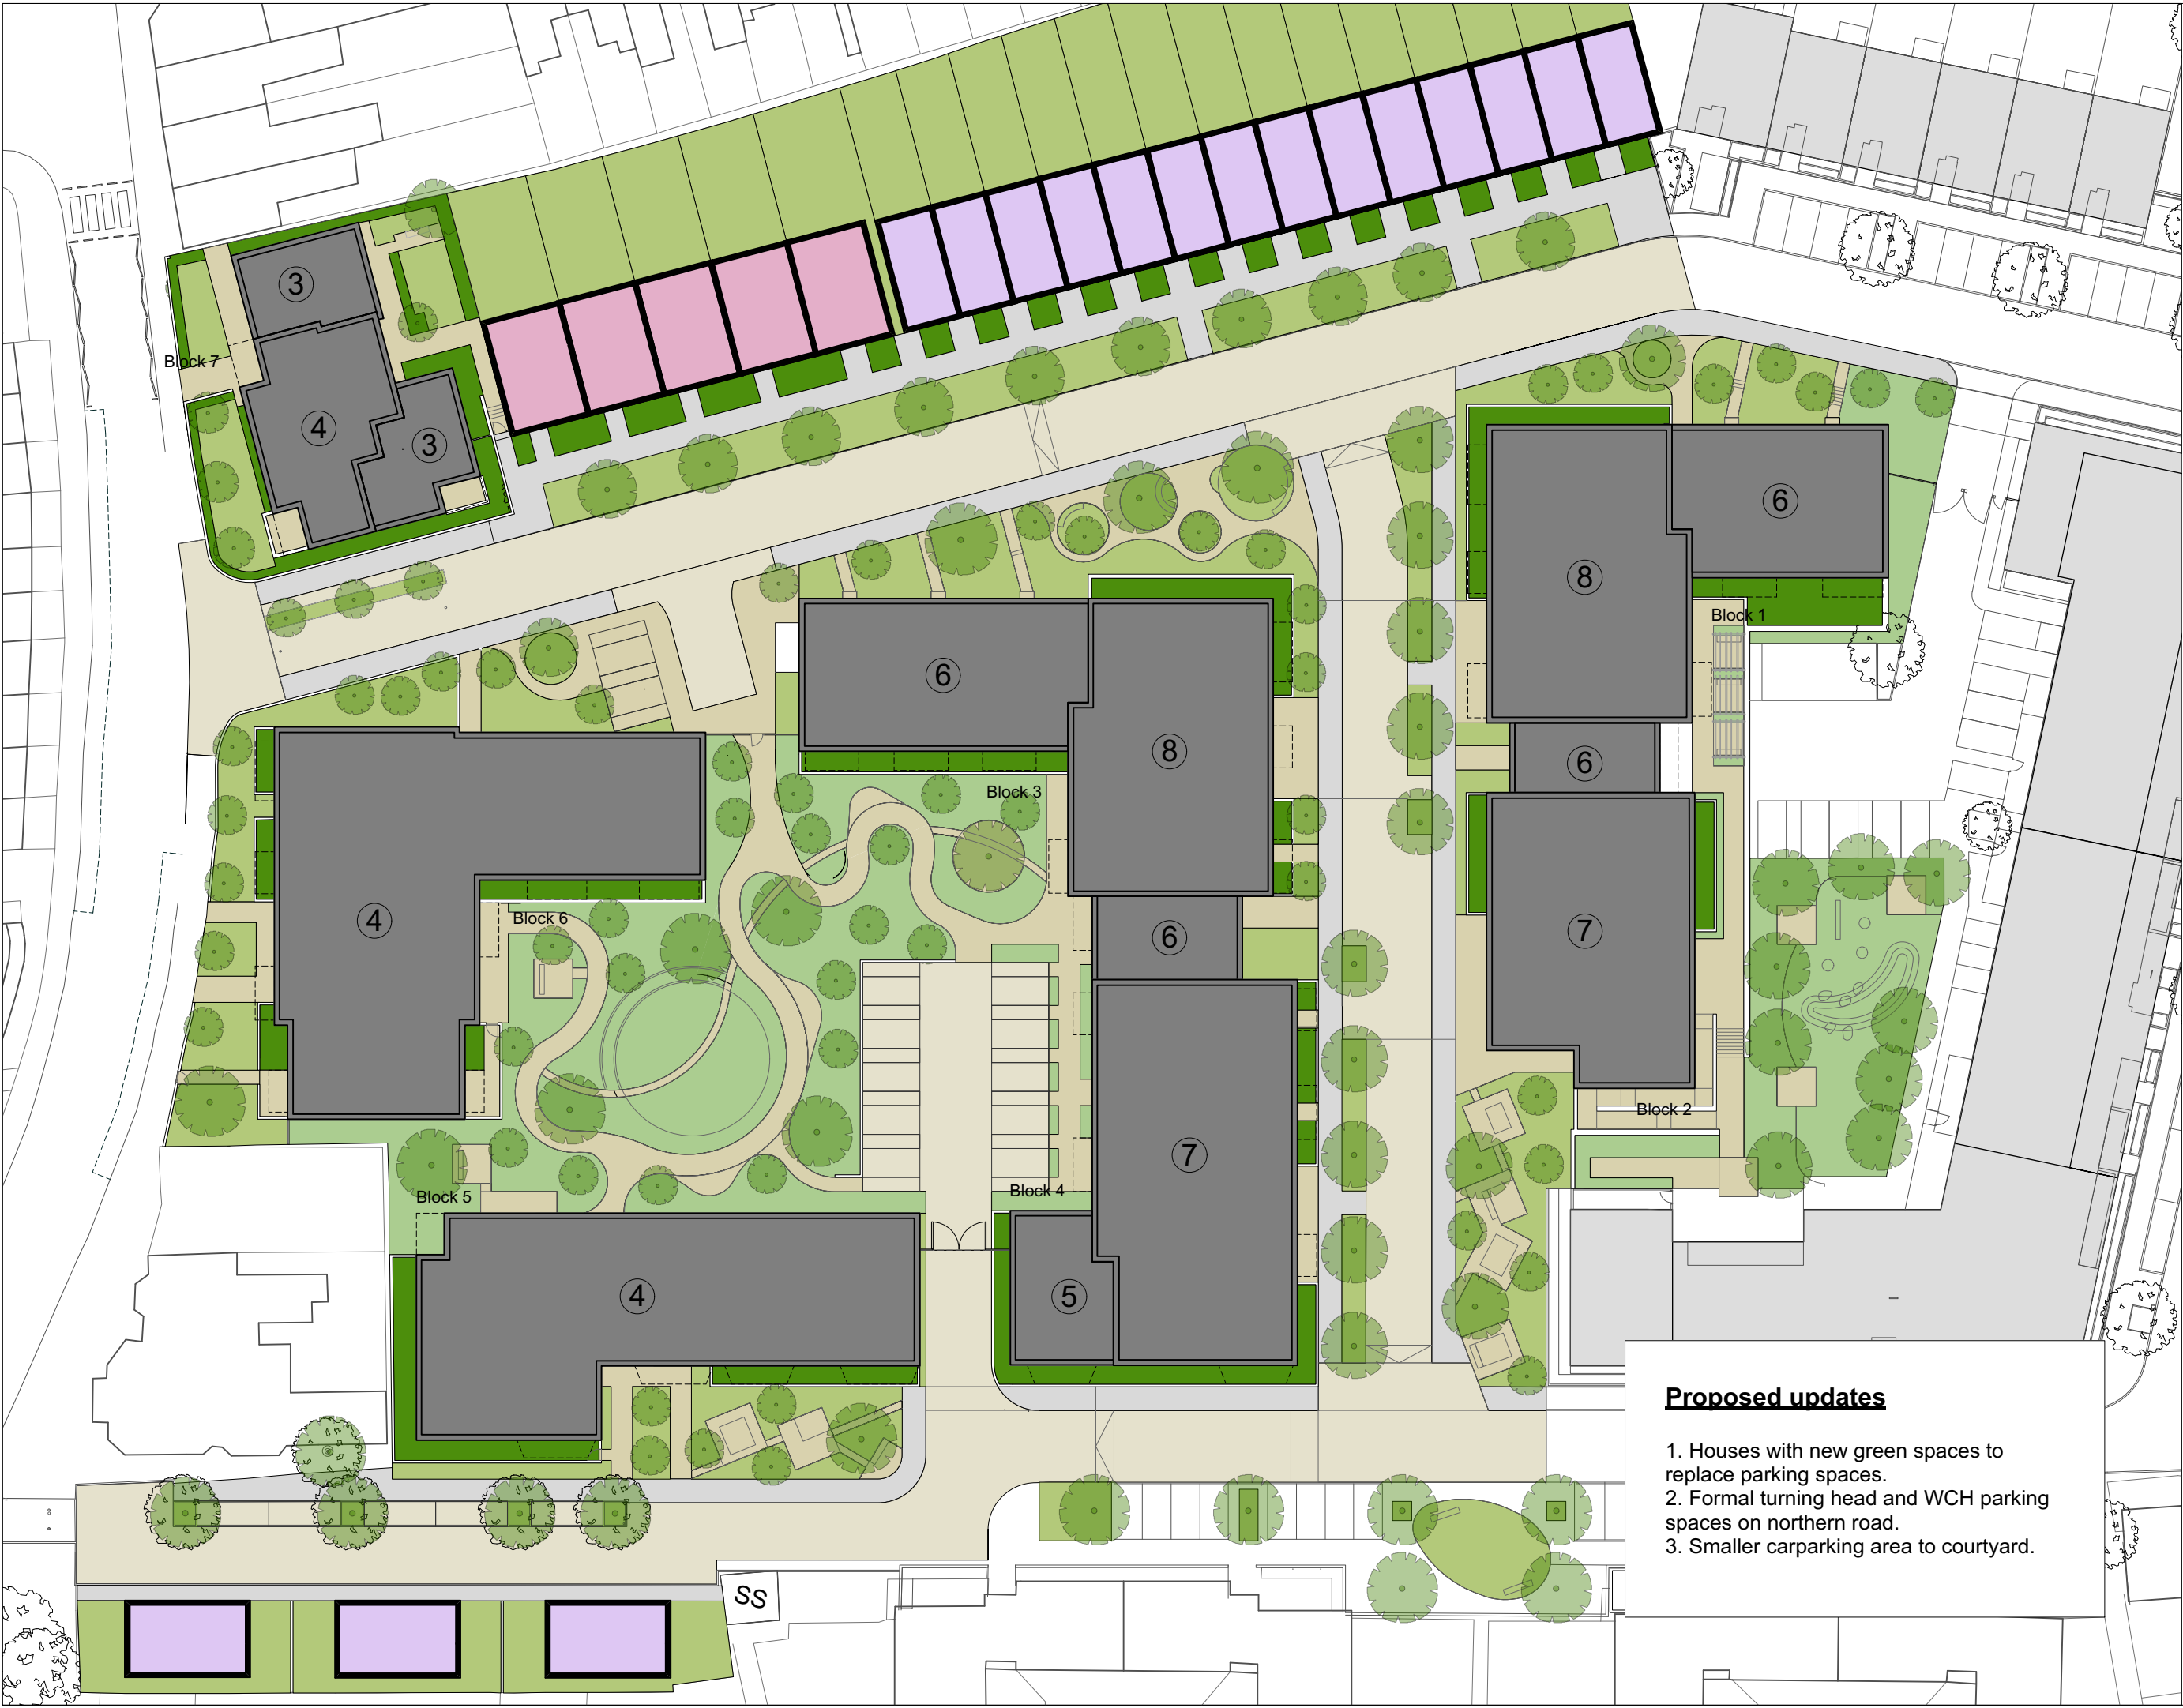 3
Block 7
4
3
6
8
Block 1
6
8
6
Block 3
7
4
Block 6
6
Block 2
7
Block 5
Block 4
4
5
SS
Proposed updates
1. Houses with new green spaces to
replace parking spaces.
2. Formal turning head and WCH parking
spaces on northern road.
3. Smaller carparking area to courtyard.